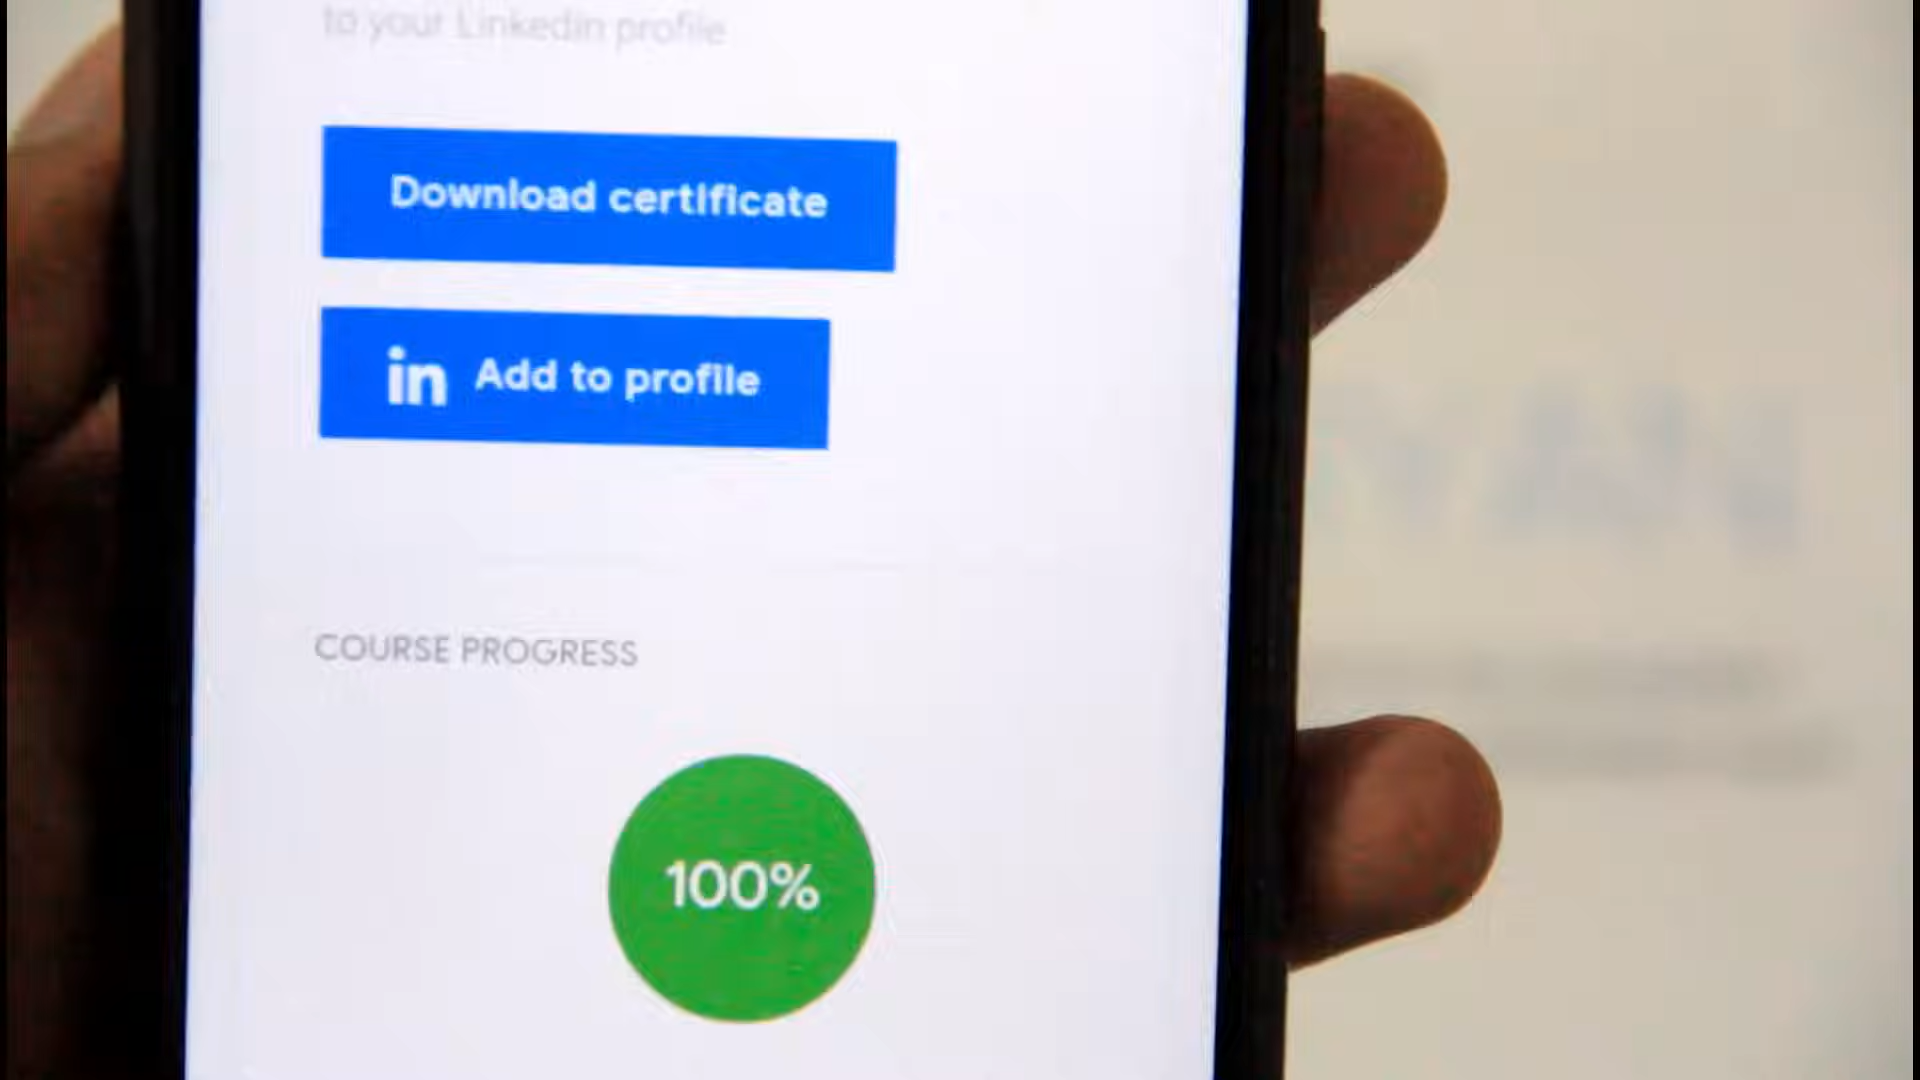 to your Linkedin profile
Download certificate
in Add to profile
COURSE PROGRESS
100%